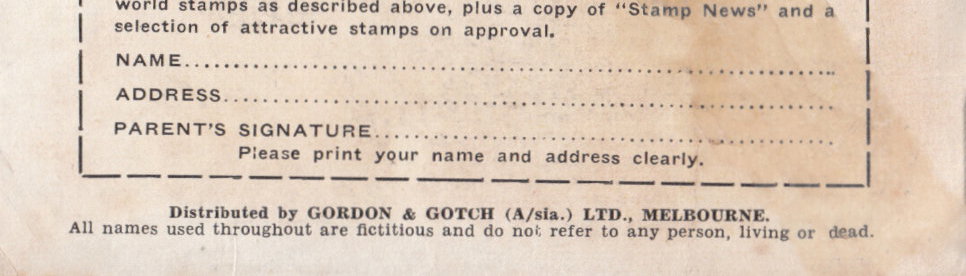 world stamps as described above, plus a copy of "Stamp News" and a
selection of attractive stamps on approval.
NAME..........................................................................
ADDRESS......................................................................
PARENT'S SIGNATURE.....................................................
Please print your name and address clearly.
Distributed by GORDON & GOTCH (A/sia.) LTD., MELBOURNE.
All names used throughout are fictitious and do not refer to any person, living or dead.